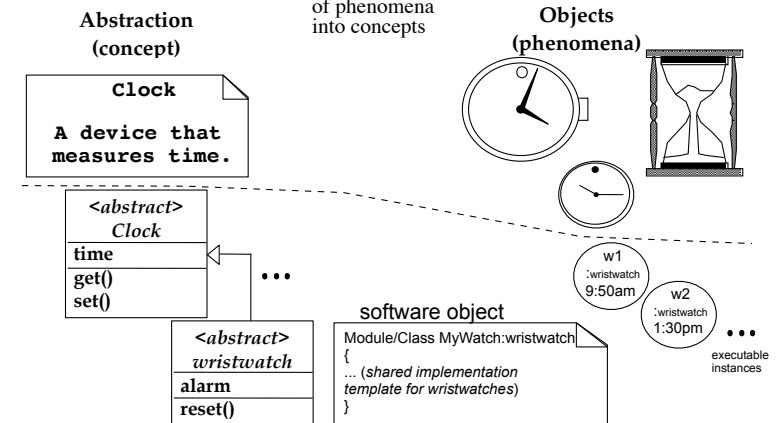 of phenomena
into concepts
Abstraction
(concept)
Objects
(phenomena)
Clock
A device that
measures time.
<abstract>
Clock
time
get()
set()
...
<abstract>
wristwatch
alarm
reset()
software object
Module/Class MyWatch:wristwatch
{
... (shared implementation
template for wristwatches)
}
w1
:wristwatch
9:50am
w2
:wristwatch
1:30pm
...
executable
instances